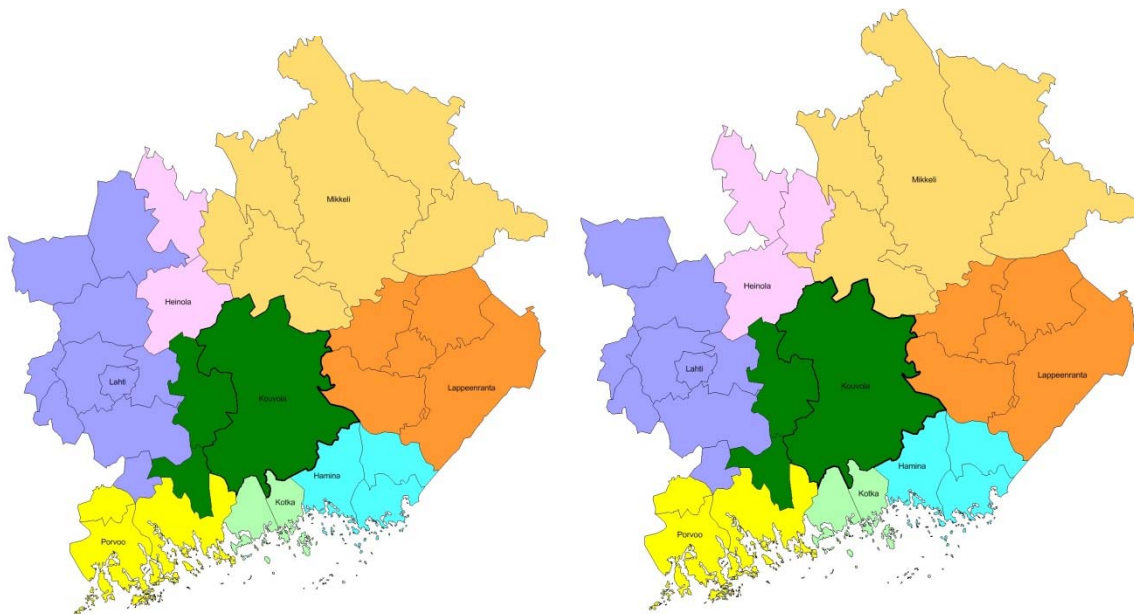 Mikkeli
Heinola
Lahti
Kouvola
Lappeenranta
Hamina
Kotka
Porvoo
Mikkeli
Heinola
Lahti
Kouvola
Lappeenranta
Hamina
Kotka
Porvoo